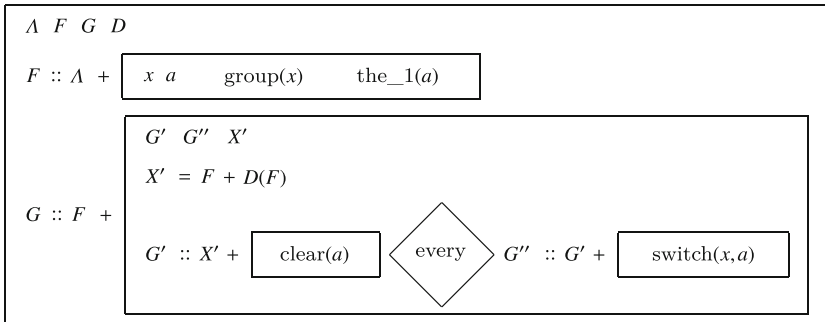 Λ F G D
F :: Λ + x a group(x) the_1(a)
G′ G″ X′
X′ = F + D(F)
G :: F +
G′ :: X′ + clear(a) every G″ :: G′ + switch(x,a)